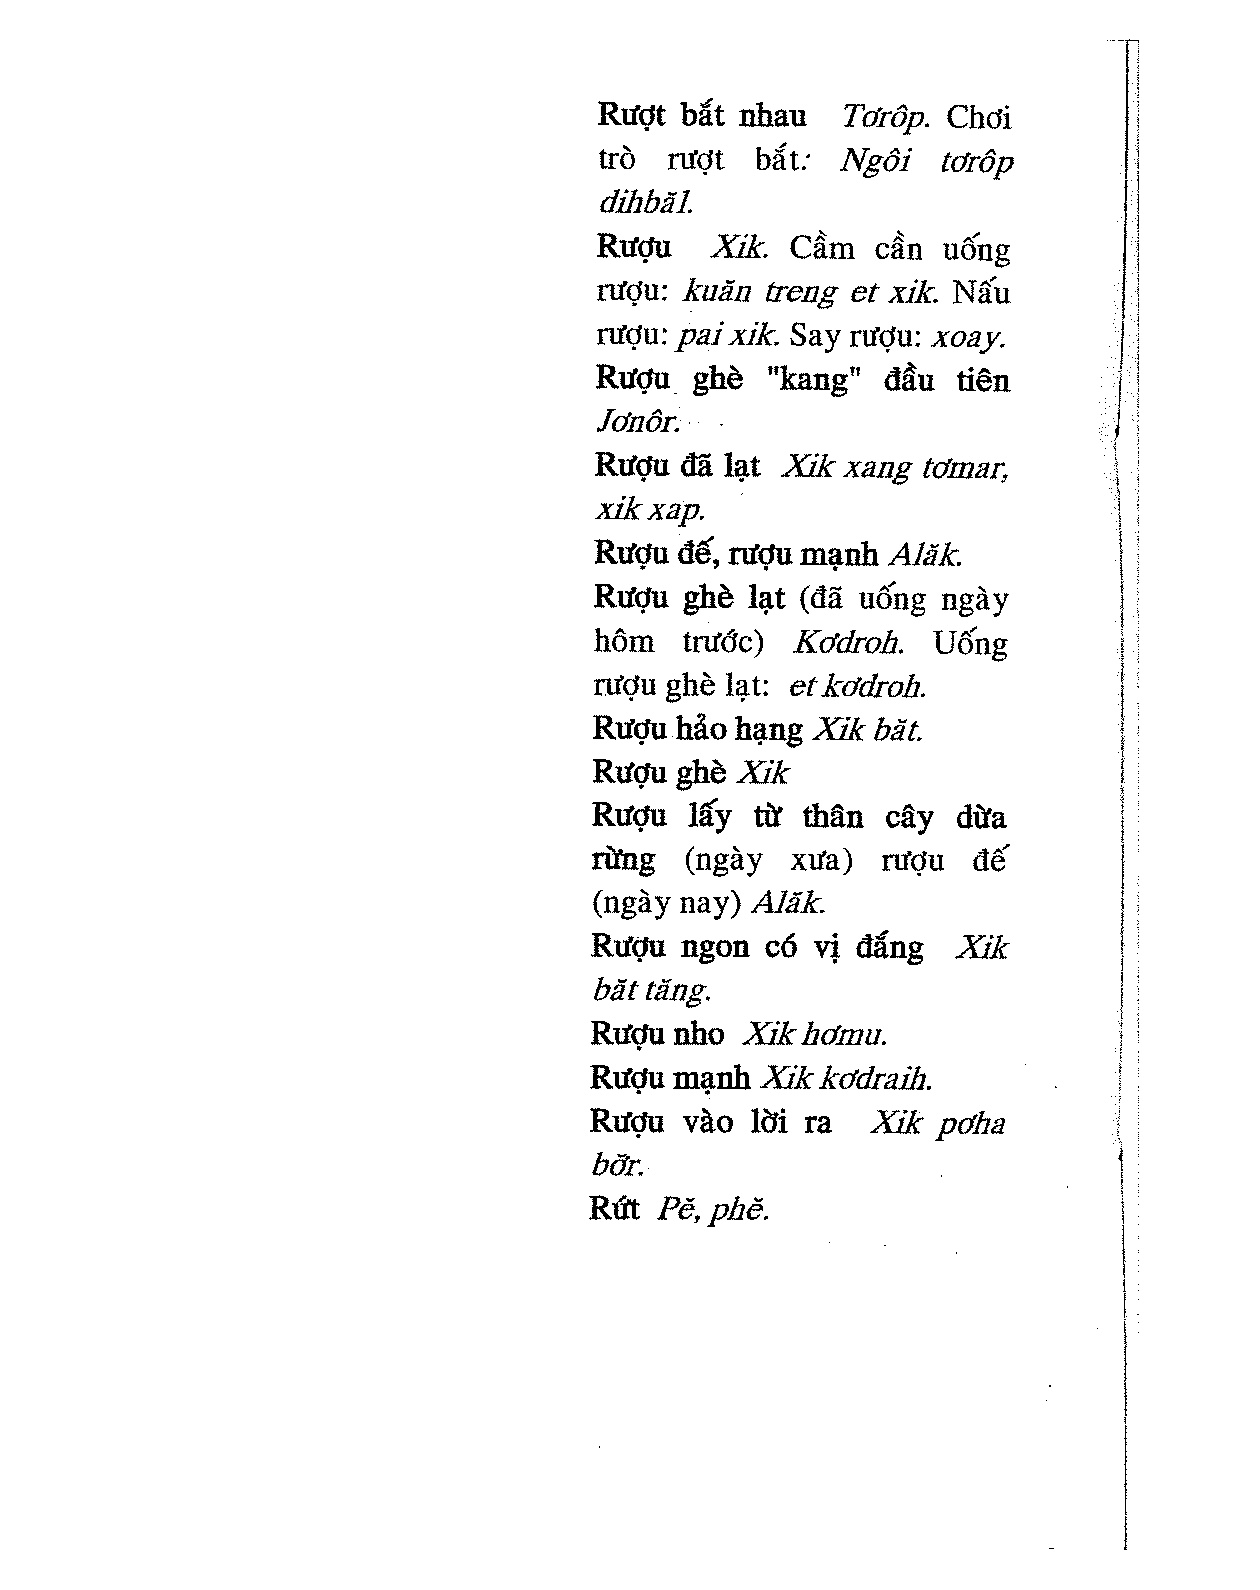 Rượt bắt nhau Tơrôp. Chơi
trò rượt bắt: Ngôi tơrôp
dihbăl.
Rượu Xik. Cầm cần uống
rượu: kuăn treng et xik. Nấu
rượu: pai xik. Say rượu: xoay.
Rượu ghè "kang" đầu tiên
Jơnôr.
Rượu đã lạt Xik xang tơmar,
xik xap.
Rượu đế, rượu mạnh Alăk.
Rượu ghè lạt (đã uống ngày
hôm trước) Kơdroh. Uống
rượu ghè lạt: et kơdroh.
Rượu hảo hạng Xik băt.
Rượu ghè Xik
Rượu lấy từ thân cây dừa
rừng (ngày xưa) rượu đế
(ngày nay) Alăk.
Rượu ngon có vị đắng Xik
băt tăng.
Rượu nho Xik hơmu.
Rượu mạnh Xik kơdraih.
Rượu vào lời ra Xik pơha
bơ̆r.
Rứt Pĕ, phĕ.